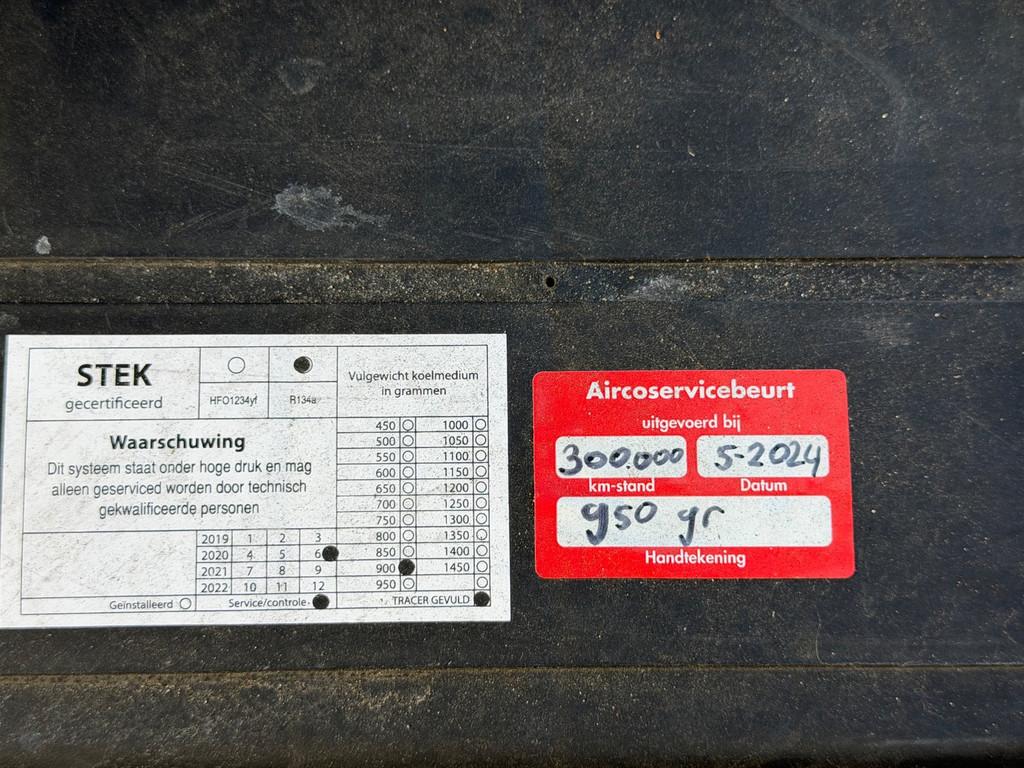 STEK
gecertificeerd
HFO1234yf
R134a
Vulgewicht koelmedium
in grammen
Waarschuwing
Dit systeem staat onder hoge druk en mag
alleen geserviced worden door technisch
gekwalificeerde personen
450 1000
500 1050
550 1100
600 1150
650 1200
700 1250
750 1300
800 1350
850 1400
900 1450
950
2019 1 2 3
2020 4 5 6
2021 7 8 9
2022 10 11 12
Geïnstalleerd
Service/controle
TRACER GEVULD
Aircoservicebeurt
uitgevoerd bij
300.000 5-2024
km-stand Datum
950 gr
Handtekening